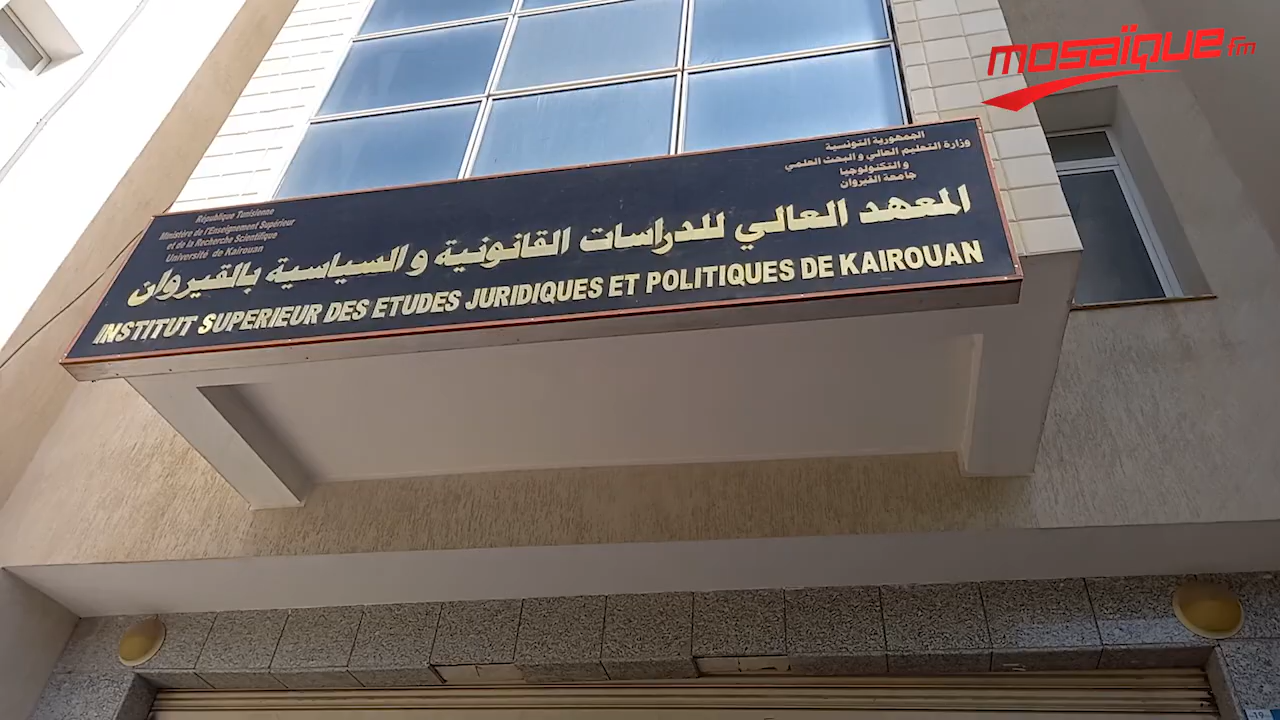 mosaïque fm
République Tunisienne
Ministère de l'Enseignement Supérieur
et de la Recherche Scientifique
Université de Kairouan
الجمهورية التونسية
وزارة التعليم العالي و البحث العلمي
و التكنولوجيا
جامعة القيروان
المعهد العالي للدراسات القانونية و السياسية بالقيروان
INSTITUT SUPERIEUR DES ETUDES JURIDIQUES ET POLITIQUES DE KAIROUAN